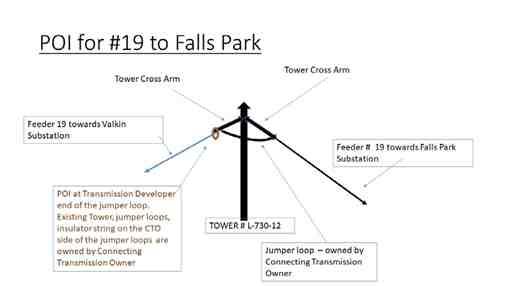 POI for #19 to Falls Park
Tower Cross Arm
Tower Cross Arm
Feeder 19 towards Valkin
Substation
Feeder # 19 towards Falls Park
Substation
POI at Transmission Developer
end of the jumper loop.
Existing Tower, jumper loops,
insulator string on the CTO
side of the jumper loops are
owned by Connecting
Transmission Owner
TOWER # L-730-12
Jumper loop – owned by
Connecting Transmission
Owner